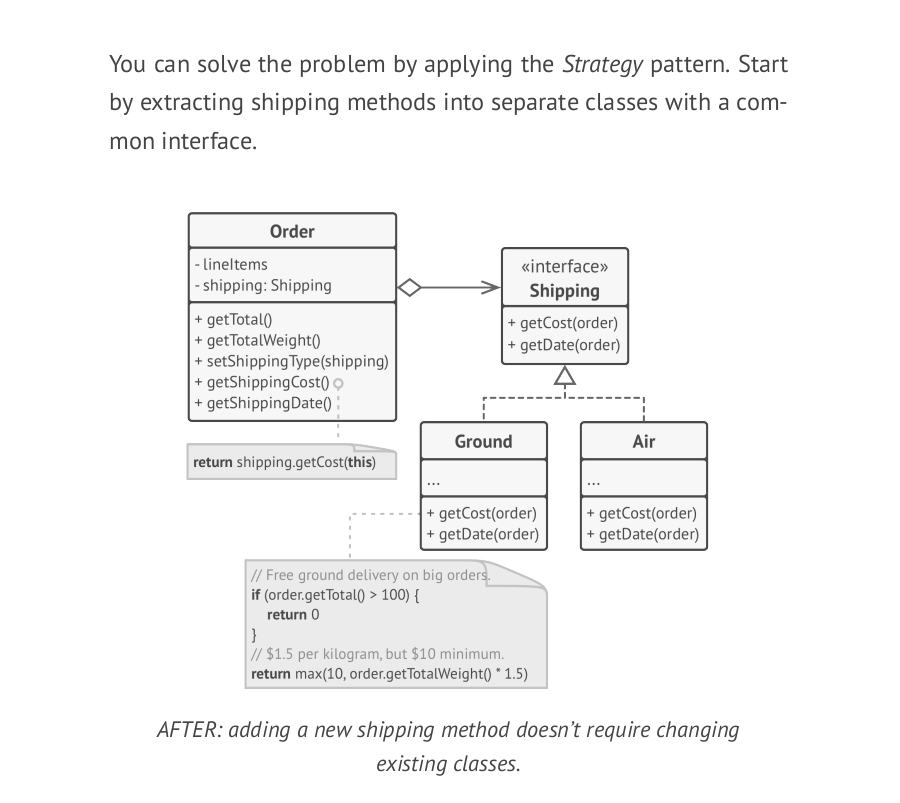 You can solve the problem by applying the Strategy pattern. Start
by extracting shipping methods into separate classes with a com-
mon interface.
Order
- lineItems
- shipping: Shipping
+ getTotal()
+ getTotalWeight()
+ setShippingType(shipping)
+ getShippingCost()
+ getShippingDate()
return shipping.getCost(this)
«interface»
Shipping
+ getCost(order)
+ getDate(order)
Ground
...
+ getCost(order)
+ getDate(order)
Air
...
+ getCost(order)
+ getDate(order)
// Free ground delivery on big orders.
if (order.getTotal() > 100) {
return 0
}
// $1.5 per kilogram, but $10 minimum.
return max(10, order.getTotalWeight() * 1.5)
AFTER: adding a new shipping method doesn’t require changing
existing classes.